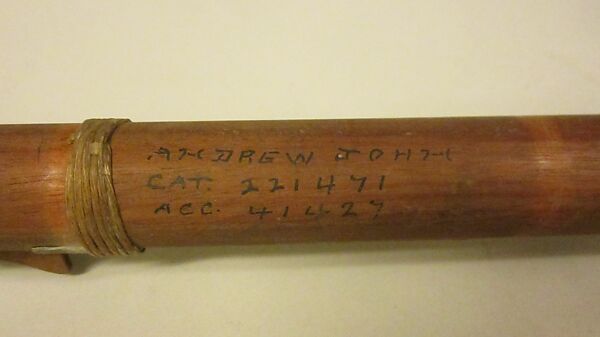 ANDREW JOHN
CAT. 221471
ACC. 41427